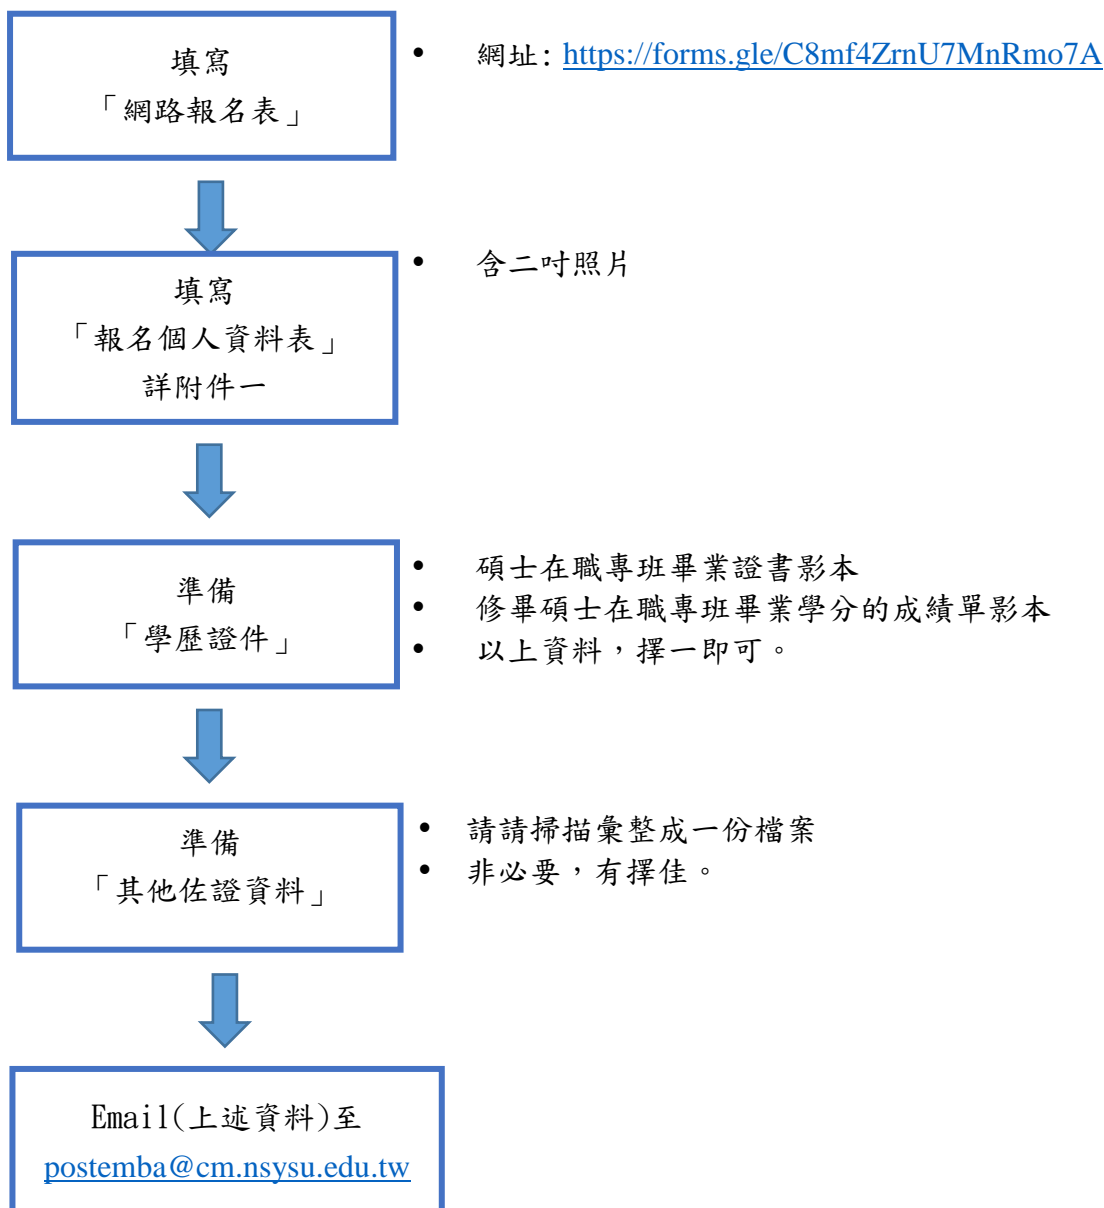 填寫
「網路報名表」
• 網址: https://forms.gle/C8mf4ZrnU7MnRmo7A
填寫
「報名個人資料表」
詳附件一
• 含二吋照片
準備
「學歷證件」
• 碩士在職專班畢業證書影本
• 修畢碩士在職專班畢業學分的成績單影本
• 以上資料，擇一即可。
準備
「其他佐證資料」
• 請請掃描彙整成一份檔案
• 非必要，有擇佳。
Email(上述資料)至
postemba@cm.nsysu.edu.tw